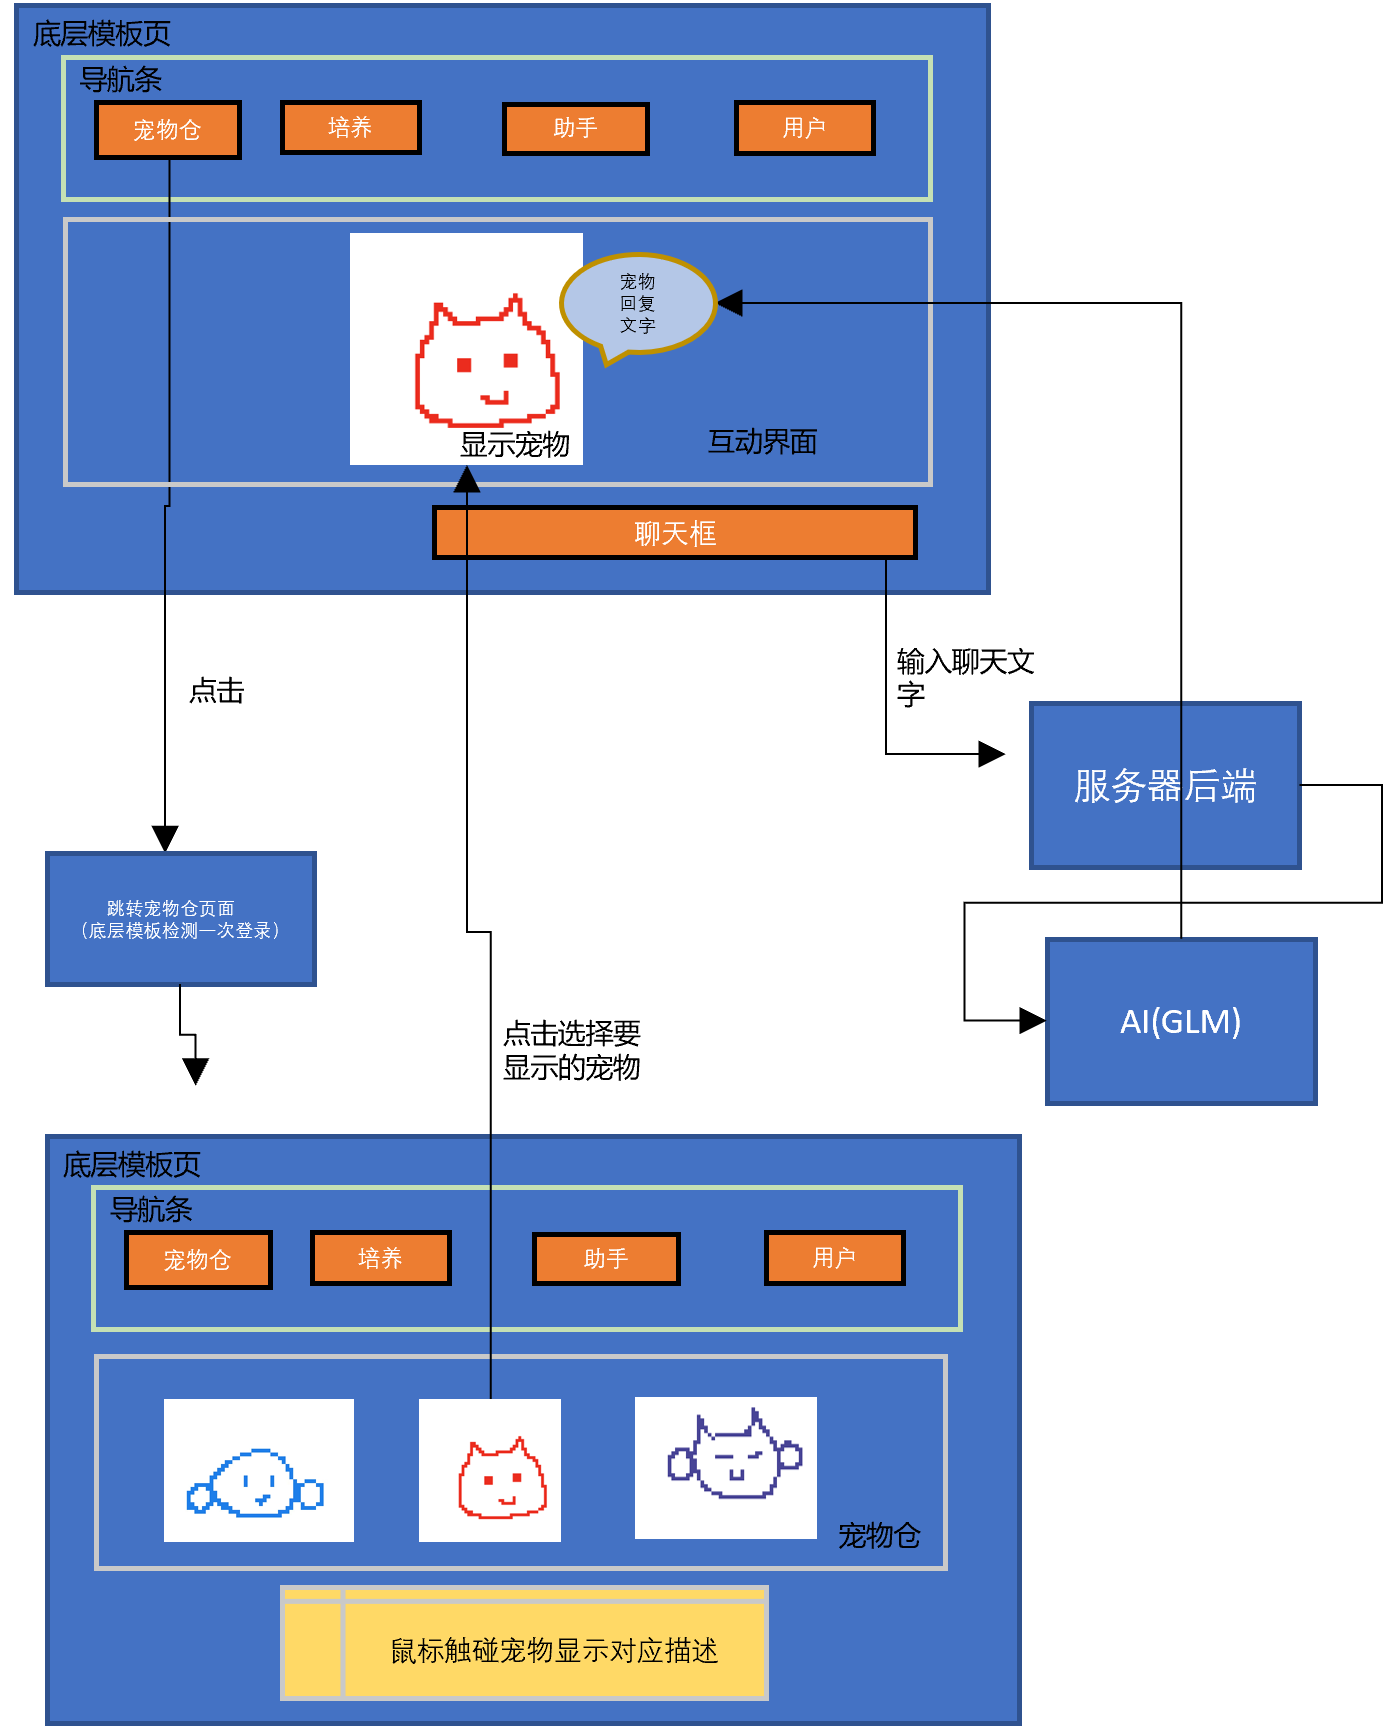 底层模板页
导航条
宠物仓
培养
助手
用户
宠物
回复
文字
显示宠物
互动界面
聊天框
点击
输入聊天文
字
服务器后端
跳转宠物仓页面
（底层模板检测一次登录）
AI(GLM)
点击选择要
显示的宠物
底层模板页
导航条
宠物仓
培养
助手
用户
宠物仓
鼠标触碰宠物显示对应描述